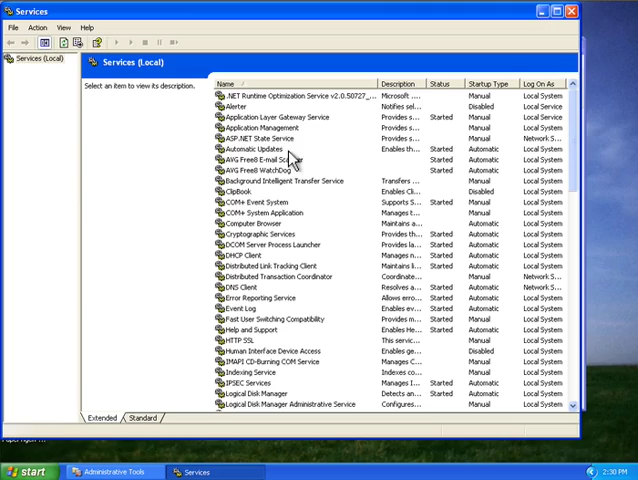 Services
File Action View Help
Services (Local)
Services (Local)
Select an item to view its description.
Name Description Status Startup Type Log On As
.NET Runtime Optimization Service v2.0.50727_... Microsoft .... Manual Local System
Alerter Notifies sel... Disabled Local Service
Application Layer Gateway Service Provides s... Started Manual Local Service
Application Management Provides s... Manual Local System
ASP.NET State Service Provides s... Manual Network S...
Automatic Updates Enables th... Started Automatic Local System
AVG Free8 E-mail Started Automatic Local System
AVG Free8 WatchDog Started Automatic Local System
Background Intelligent Transfer Service Transfers ... Manual Local System
ClipBook Enables Cli... Disabled Local System
COM+ Event System Supports S... Started Manual Local System
COM+ System Application Manages t... Manual Local System
Computer Browser Maintains a... Automatic Local System
Cryptographic Services Provides th... Started Automatic Local System
DCOM Server Process Launcher Provides la... Started Automatic Local System
DHCP Client Manages n... Started Automatic Local System
Distributed Link Tracking Client Maintains li... Started Automatic Local System
Distributed Transaction Coordinator Coordinate... Manual Network S...
DNS Client Resolves a... Started Automatic Network S...
Error Reporting Service Allows erro... Started Automatic Local System
Event Log Enables ev... Started Automatic Local System
Fast User Switching Compatibility Provides m... Started Manual Local System
Help and Support Enables He... Started Automatic Local System
HTTP SSL This servic... Manual Local System
Human Interface Device Access Enables ge... Disabled Local System
IMAPI CD-Burning COM Service Manages C... Manual Local System
Indexing Service Indexes co... Manual Local System
IPSEC Services Manages I... Started Automatic Local System
Logical Disk Manager Detects an... Started Automatic Local System
Logical Disk Manager Administrative Service Configures... Manual Local System
Extended Standard
start Administrative Tools Services 2:30 PM